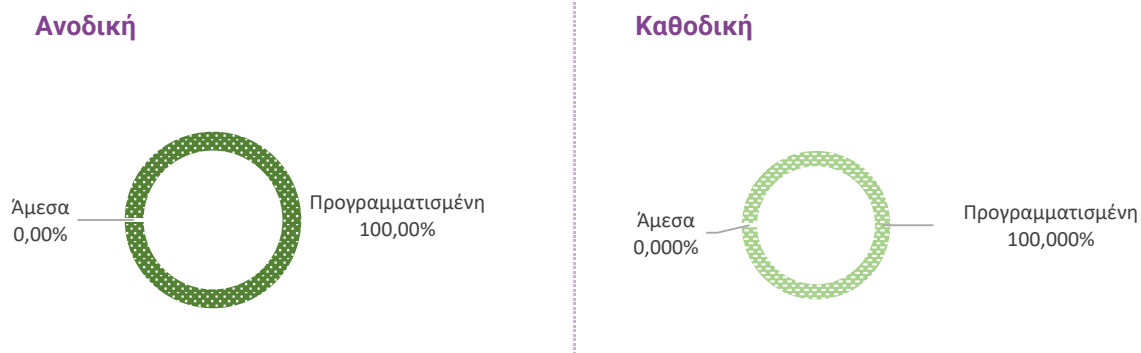 Ανοδική
Άμεσα
0,00%
Προγραμματισμένη
100,00%
Καθοδική
Άμεσα
0,000%
Προγραμματισμένη
100,000%